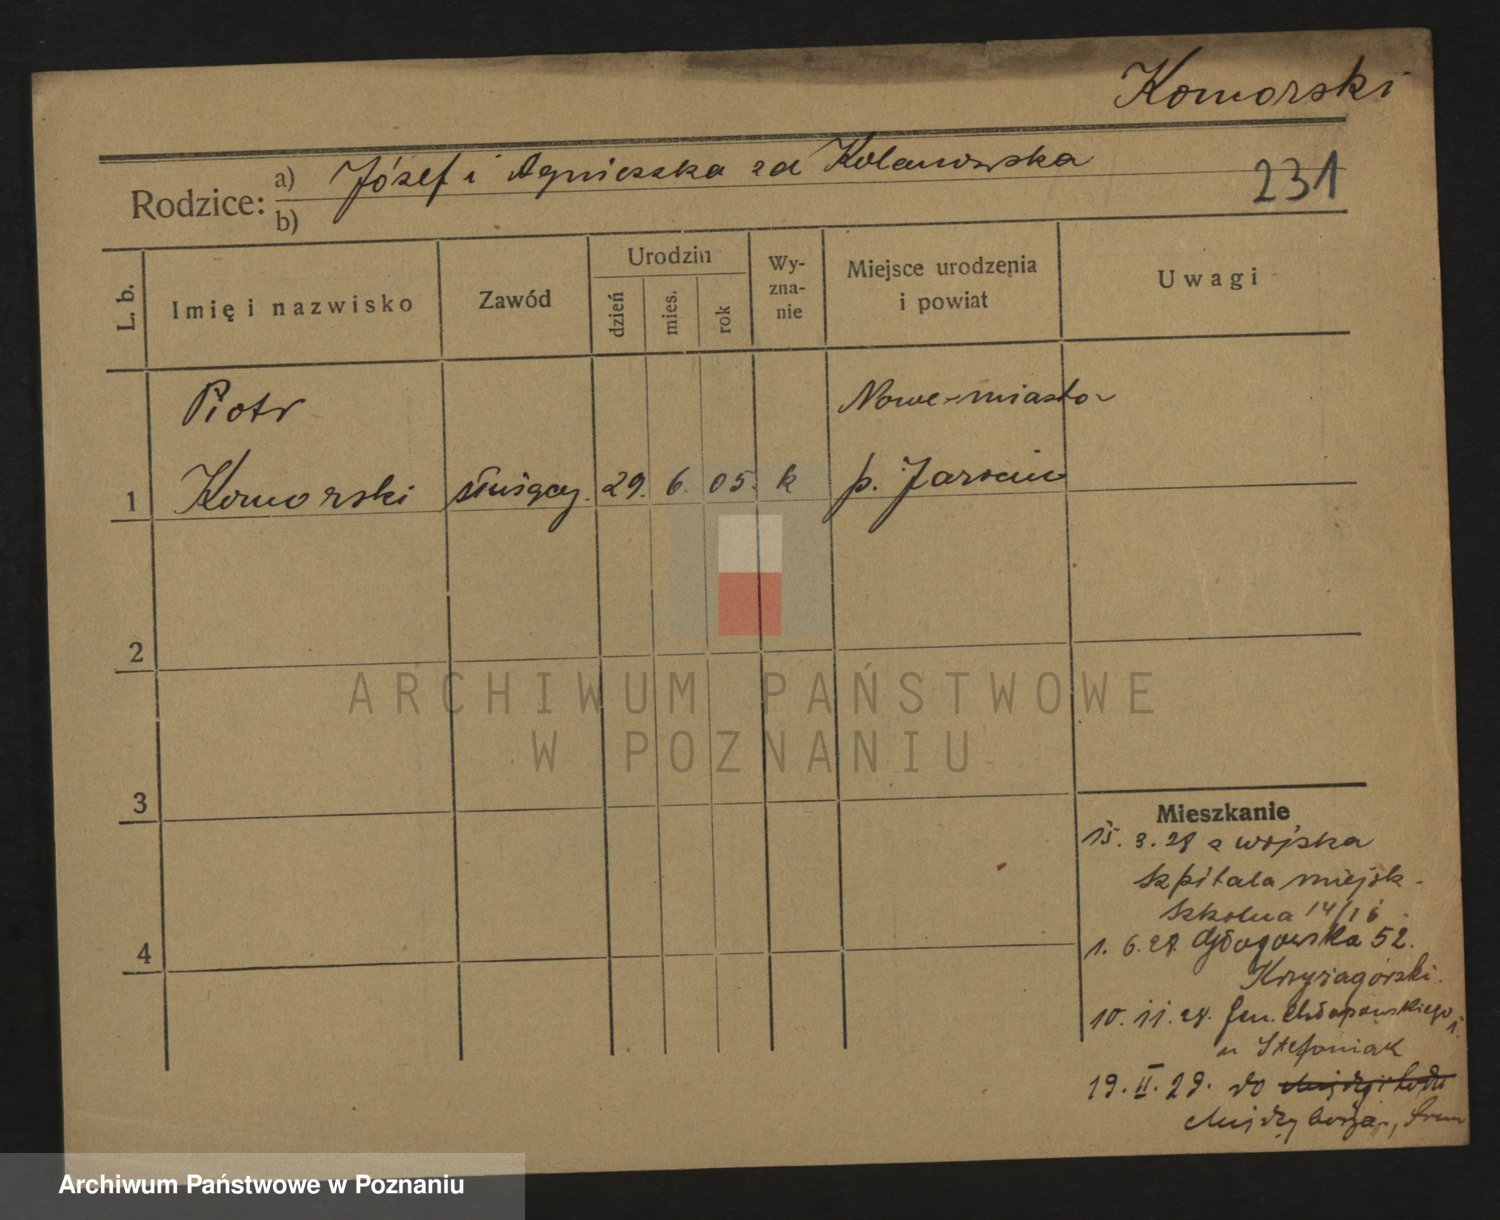 Komorski
Rodzice: a) Józef i Agnieszka zd Kolanowska
b)
231
L. b.
Imię i nazwisko
Zawód
Urodzin
dzień
mies.
rok
Wy-
zna-
nie
Miejsce urodzenia
i powiat
Uwagi
Piotr
Nowe-miasto
1 Komorski służący. 29. 6. 05. k p. Jarocin
2
ARCHIWUM PAŃSTWOWE
W POZNANIU
3
4
Mieszkanie
15. 3. 28 z wojska
szpitala miejsk.
Szkolna 14/16
1. 6. 28. Głogowska 52.
Krzyżagórski.
10. 11. 28. Gen. Chłapowskiego 1.
u Stefoniak
19. II. 29. do
Międzybórza, Śrem
Archiwum Państwowe w Poznaniu